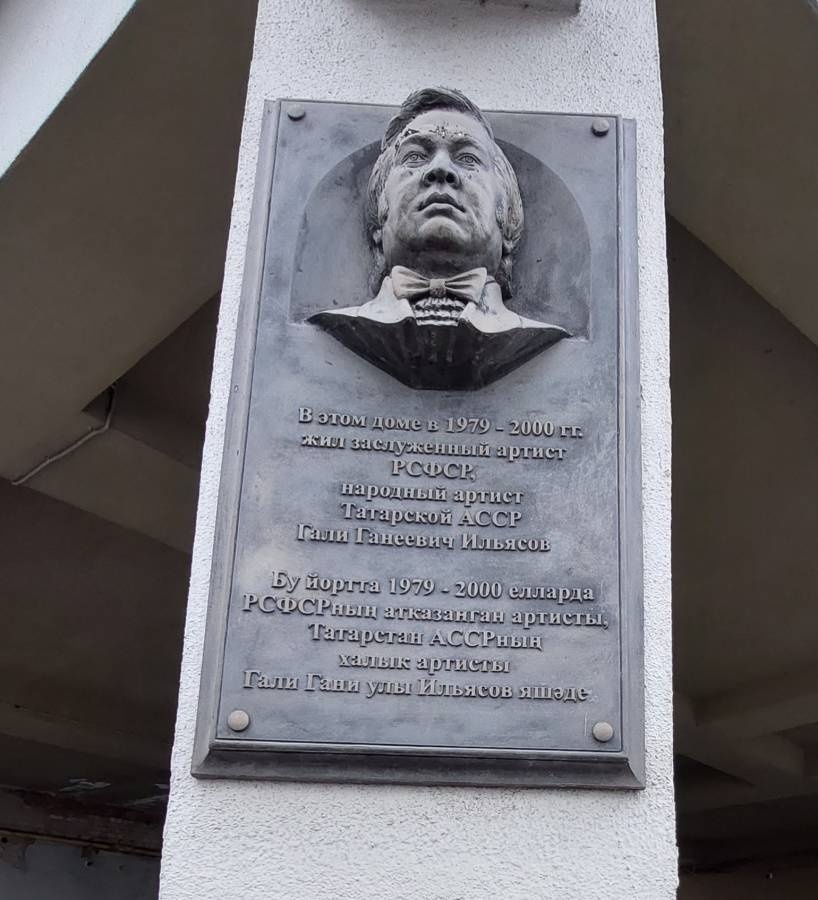 В этом доме в 1979 - 2000 гг.
жил заслуженный артист
РСФСР,
народный артист
Татарской АССР
Гали Ганеевич Ильясов
Бу йортта 1979 - 2000 елларда
РСФСРның атказанган артисты,
Татарстан АССРның
халык артисты
Гали Гани улы Ильясов яшәде